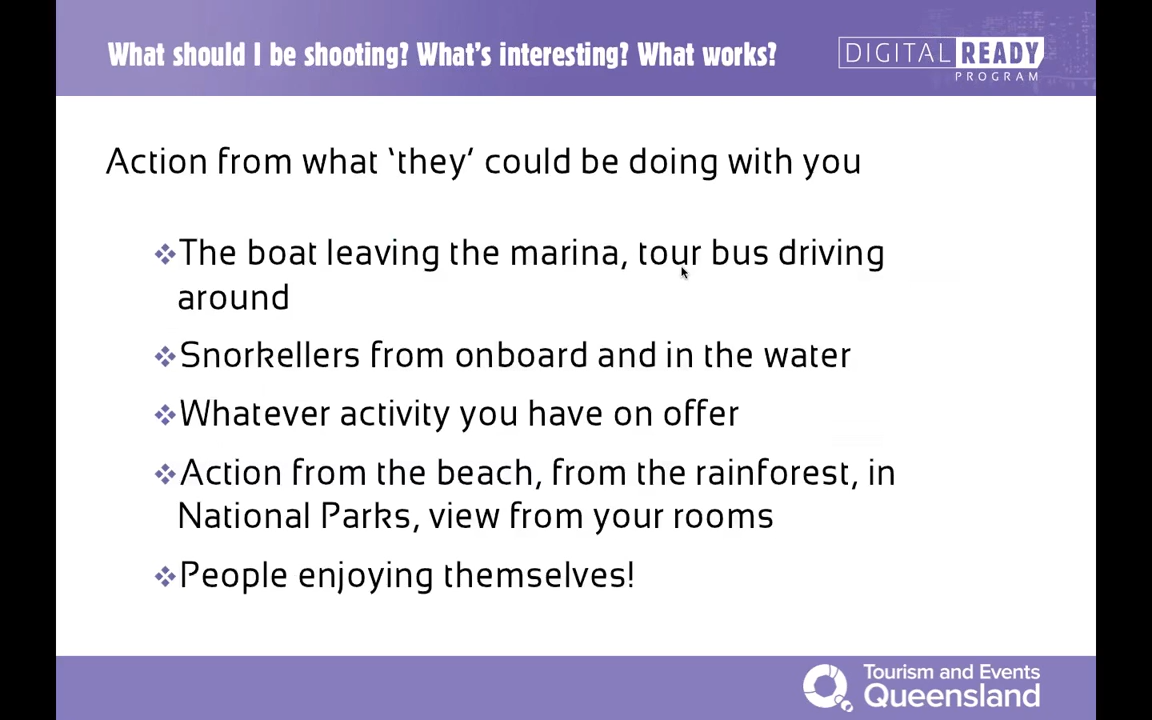 What should I be shooting? What's interesting? What works?
DIGITAL READY
PROGRAM
Action from what ‘they’ could be doing with you
❖The boat leaving the marina, tour bus driving
around
❖Snorkellers from onboard and in the water
❖Whatever activity you have on offer
❖Action from the beach, from the rainforest, in
National Parks, view from your rooms
❖People enjoying themselves!
Tourism and Events
Queensland